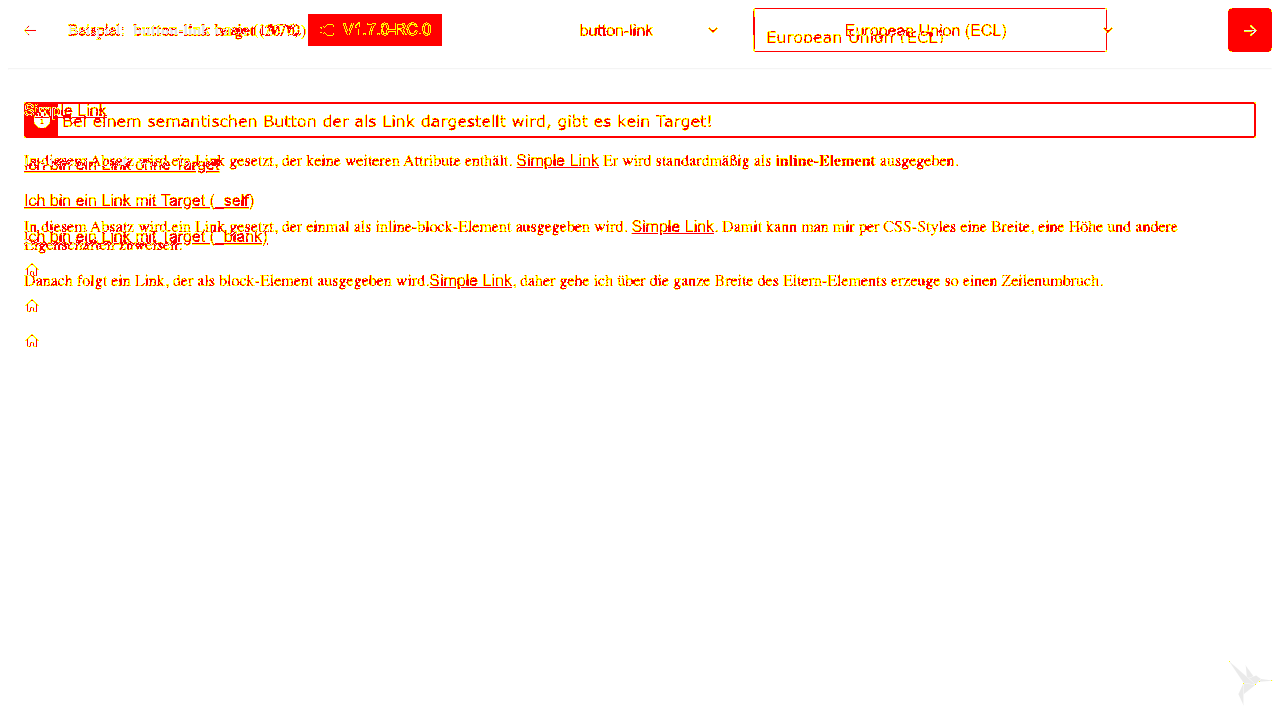 Beispiel: button-link V1.7.0-RC.0 button-link European Union (ECL)
European Union (ECL)
Simple Link
Bei einem semantischen Button der als Link dargestellt wird, gibt es kein Target!
In diesem Absatz wird ein Link gesetzt, der keine weiteren Attribute enthält. Simple Link Er wird standardmäßig als inline-Element ausgegeben.
Ich bin ein Link ohne Target
Ich bin ein Link mit Target (_self)
In diesem Absatz wird ein Link gesetzt, der einmal als inline-block-Element ausgegeben wird. Simple Link. Damit kann man mir per CSS-Styles eine Breite, eine Höhe und andere
Ich bin ein Link mit Target (_blank)
Eigenschaften zuweisen.
Danach folgt ein Link, der als block-Element ausgegeben wird.Simple Link, daher gehe ich über die ganze Breite des Eltern-Elements erzeuge so einen Zeilenumbruch.